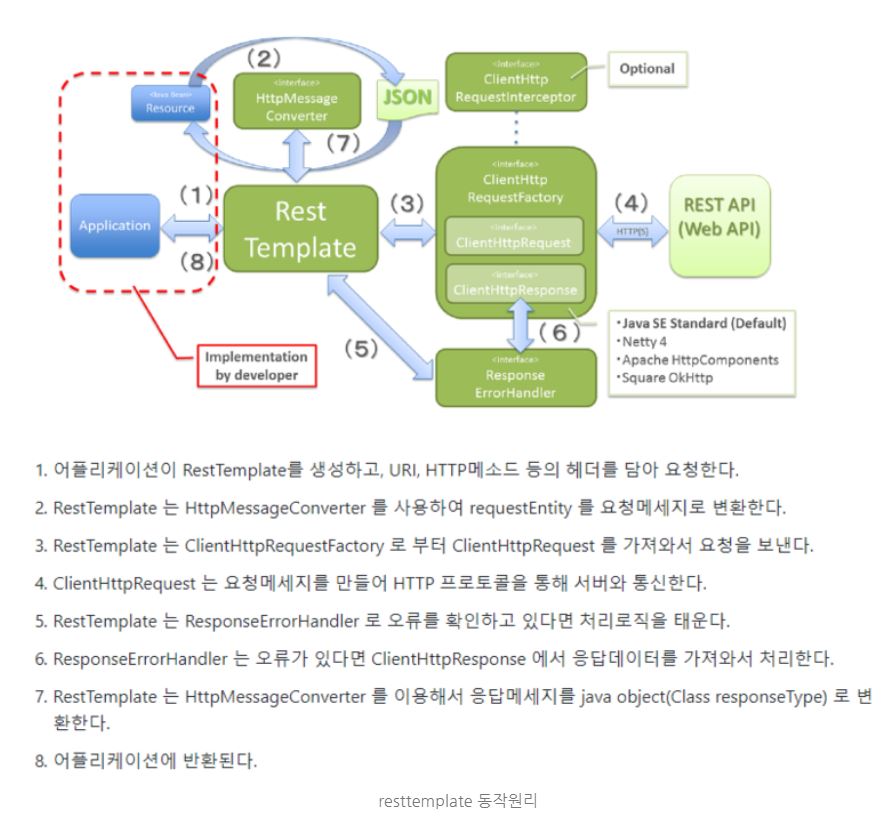 (2)
<interface>
HttpMessage
Converter
JSON
<interface>
ClientHttp
RequestInterceptor
Optional
<Java Bean>
Resource
(7)
(1)
Application
(8)
Rest
Template
(3)
<interface>
ClientHttp
RequestFactory
<interface>
ClientHttpRequest
<interface>
ClientHttpResponse
(4)
HTTP(S)
REST API
(Web API)
(5)
(6)
Implementation
by developer
<interface>
Response
ErrorHandler
・Java SE Standard (Default)
・Netty 4
・Apache HttpComponents
・Square OkHttp
1. 어플리케이션이 RestTemplate를 생성하고, URI, HTTP메소드 등의 헤더를 담아 요청한다.
2. RestTemplate 는 HttpMessageConverter 를 사용하여 requestEntity 를 요청메세지로 변환한다.
3. RestTemplate 는 ClientHttpRequestFactory 로 부터 ClientHttpRequest 를 가져와서 요청을 보낸다.
4. ClientHttpRequest 는 요청메세지를 만들어 HTTP 프로토콜을 통해 서버와 통신한다.
5. RestTemplate 는 ResponseErrorHandler 로 오류를 확인하고 있다면 처리로직을 태운다.
6. ResponseErrorHandler 는 오류가 있다면 ClientHttpResponse 에서 응답데이터를 가져와서 처리한다.
7. RestTemplate 는 HttpMessageConverter 를 이용해서 응답메세지를 java object(Class responseType) 로 변
환한다.
8. 어플리케이션에 반환된다.
resttemplate 동작원리